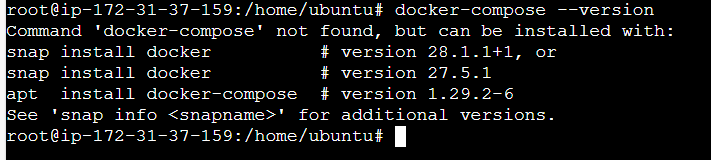 root@ip-172-31-37-159:/home/ubuntu# docker-compose --version
Command 'docker-compose' not found, but can be installed with:
snap install docker          # version 28.1.1+1, or
snap install docker          # version 27.5.1
apt  install docker-compose  # version 1.29.2-6
See 'snap info <snapname>' for additional versions.
root@ip-172-31-37-159:/home/ubuntu#